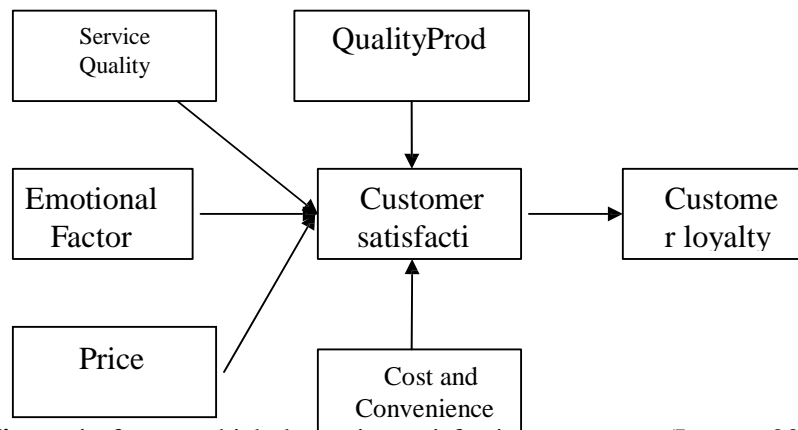 Service
Quality
QualityProd
Emotional
Factor
Customer
satisfacti
Custome
r loyalty
Price
Cost and
Convenience